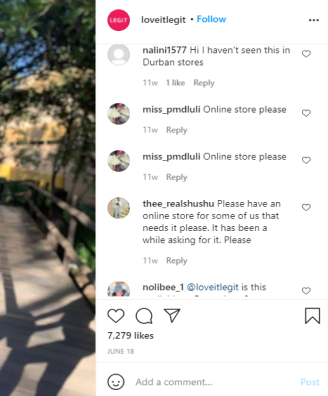 LEGIT loveitlegit • Follow
nalini1577 Hi I haven't seen this in
Durban stores
11w 1 like Reply
miss_pmdluli Online store please
11w Reply
miss_pmdluli Online store please
11w Reply
thee_realshushu Please have an
online store for some of us that
needs it please. It has been a
while asking for it. Please
11w Reply
nolibee_1 @loveitlegit is this
7,279 likes
JUNE 18
Add a comment... Post